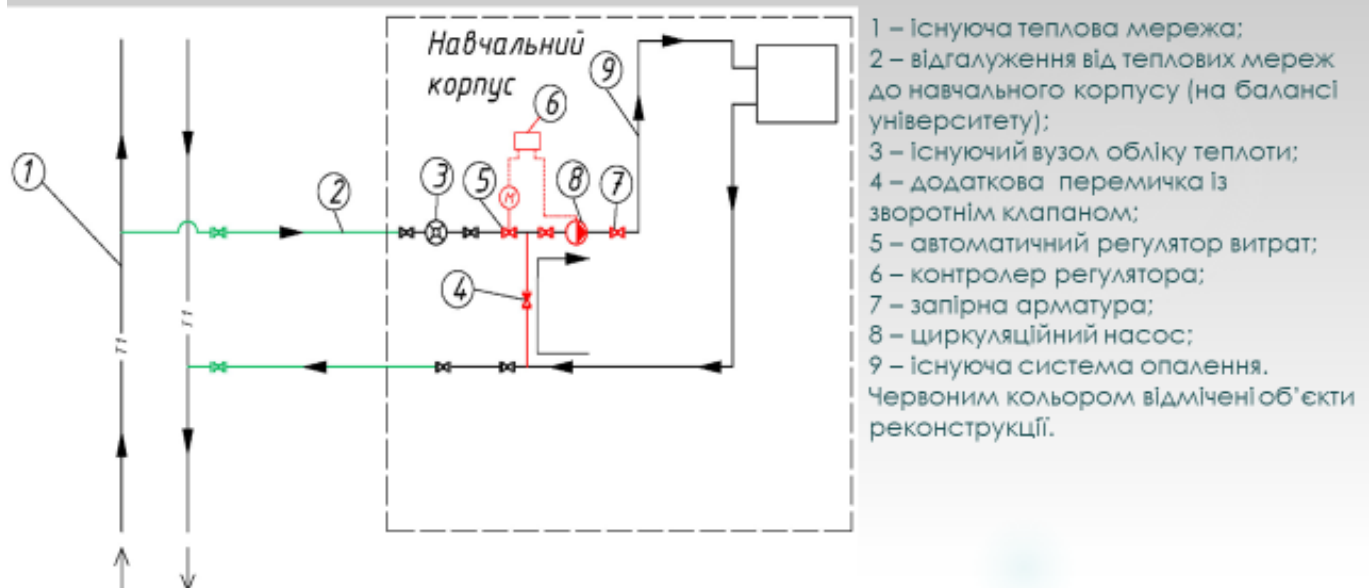 Навчальний
корпус
1
2
3
4
5
6
7
8
9
М
Т1
Т1
1 – існуюча теплова мережа;
2 – відгалуження від теплових мереж
до навчального корпусу (на балансі
університету);
3 – існуючий вузол обліку теплоти;
4 – додаткова перемичка із
зворотнім клапаном;
5 – автоматичний регулятор витрат;
6 – контролер регулятора;
7 – запірна арматура;
8 – циркуляційний насос;
9 – існуюча система опалення.
Червоним кольором відмічені об'єкти
реконструкції.